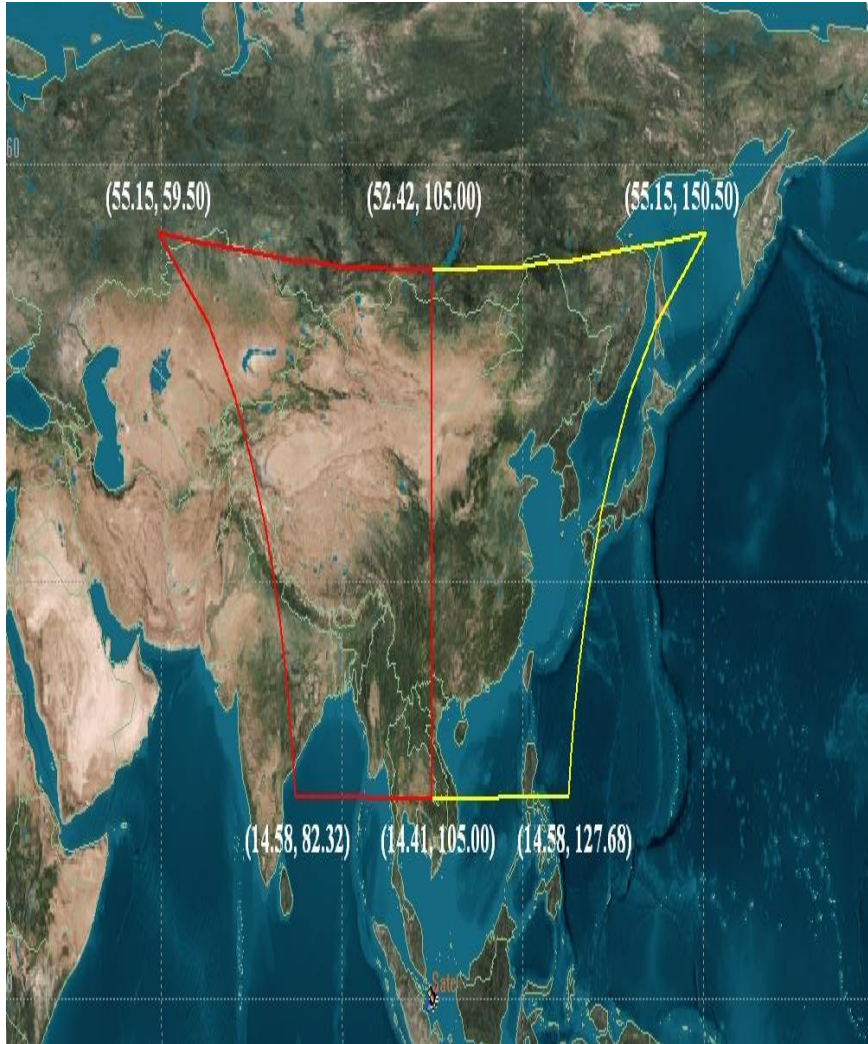 60
(55.15, 59.50) (52.42, 105.00) (55.15, 150.50)
(14.58, 82.32) (14.41, 105.00) (14.58, 127.68)